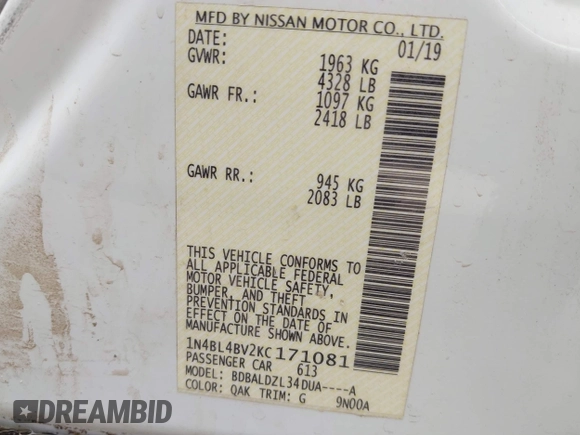 MFD BY NISSAN MOTOR CO., LTD.
DATE: 01/19
GVWR: 1963 KG
4328 LB
GAWR FR.: 1097 KG
2418 LB
GAWR RR.: 945 KG
2083 LB
THIS VEHICLE CONFORMS TO
ALL APPLICABLE FEDERAL
MOTOR VEHICLE SAFETY,
BUMPER, AND THEFT
PREVENTION STANDARDS IN
EFFECT ON THE DATE OF
MANUFACTURE SHOWN ABOVE.
1N4BL4BV2KC171081
PASSENGER CAR 613
MODEL: BDBALDZL34DUA----A
COLOR: QAK TRIM: G 9N00A
DREAMBID